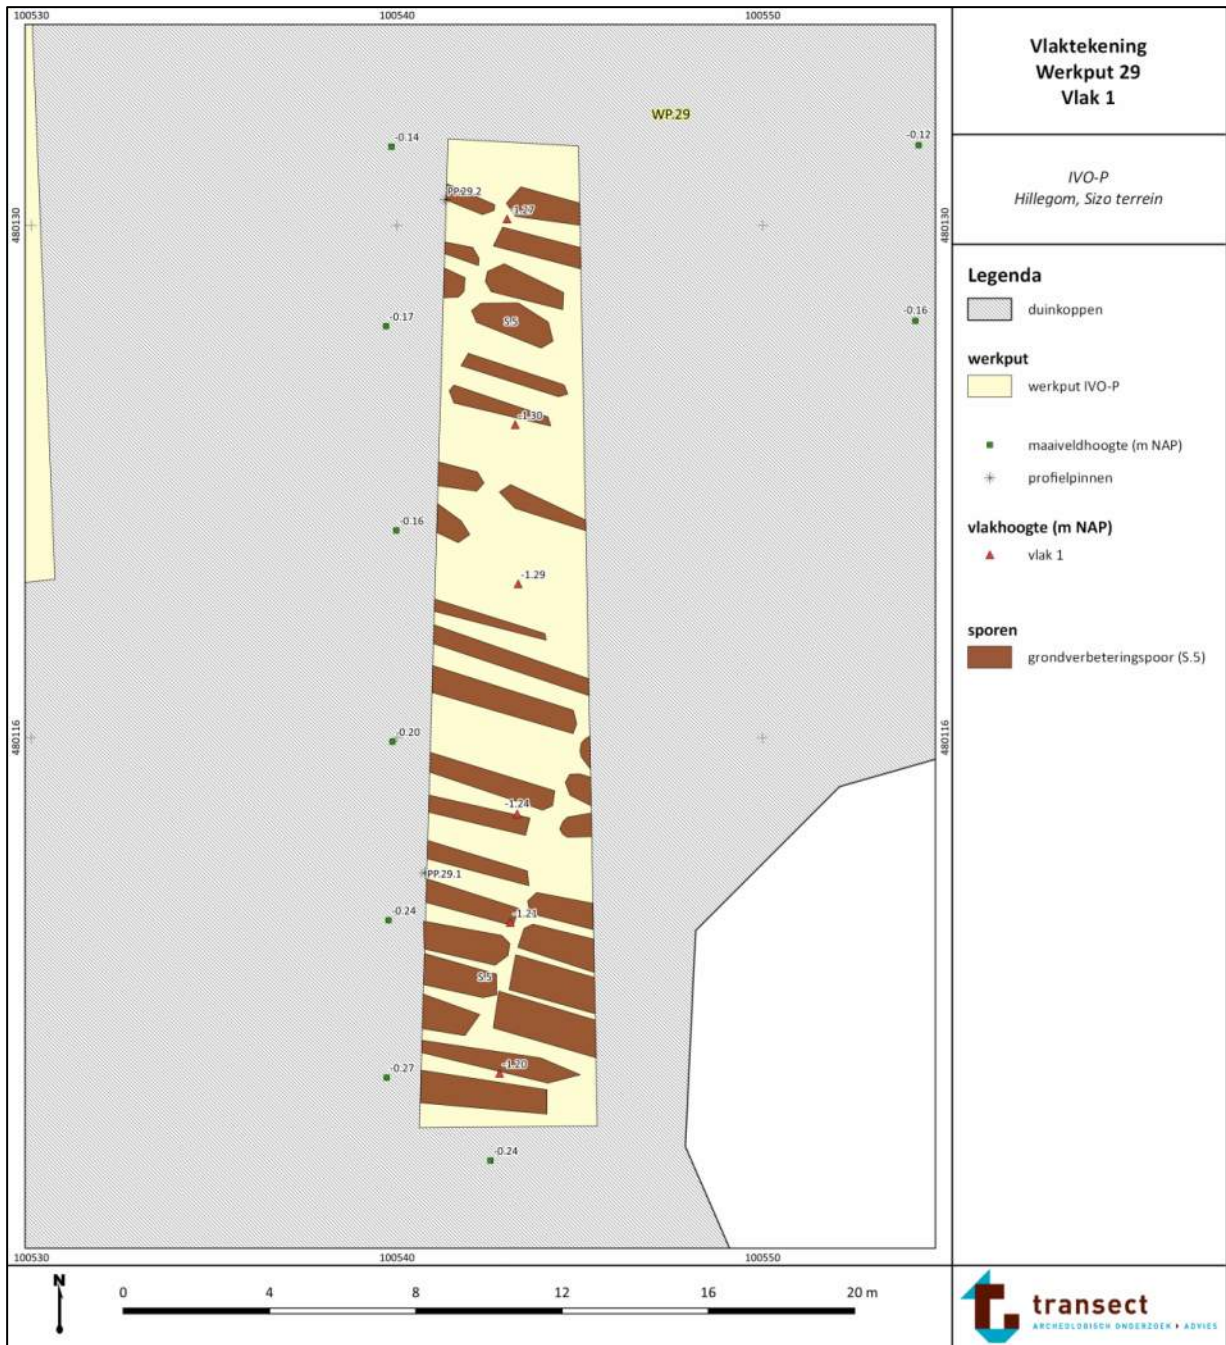 100530
100540
100550
Vlaktekening
Werkput 29
Vlak 1
IVO-P
Hillegom, Sizo terrein
WP.29
-0.14
-0.12
PP.29.2
-1.27
480130
480130
-0.17
S.5
-0.16
-1.30
-0.16
-1.29
-0.20
480116
480116
-1.24
PP.29.1
-0.24
-1.21
S.5
-0.27
-1.20
-0.24
100530
100540
100550
Legenda
duinkoppen
werkput
werkput IVO-P
maaiveldhoogte (m NAP)
profielpinnen
vlakhoogte (m NAP)
vlak 1
sporen
grondverbeteringspoor (S.5)
N
0
4
8
12
16
20 m
transect
ARCHEOLOGISCH ONDERZOEK ADVIES